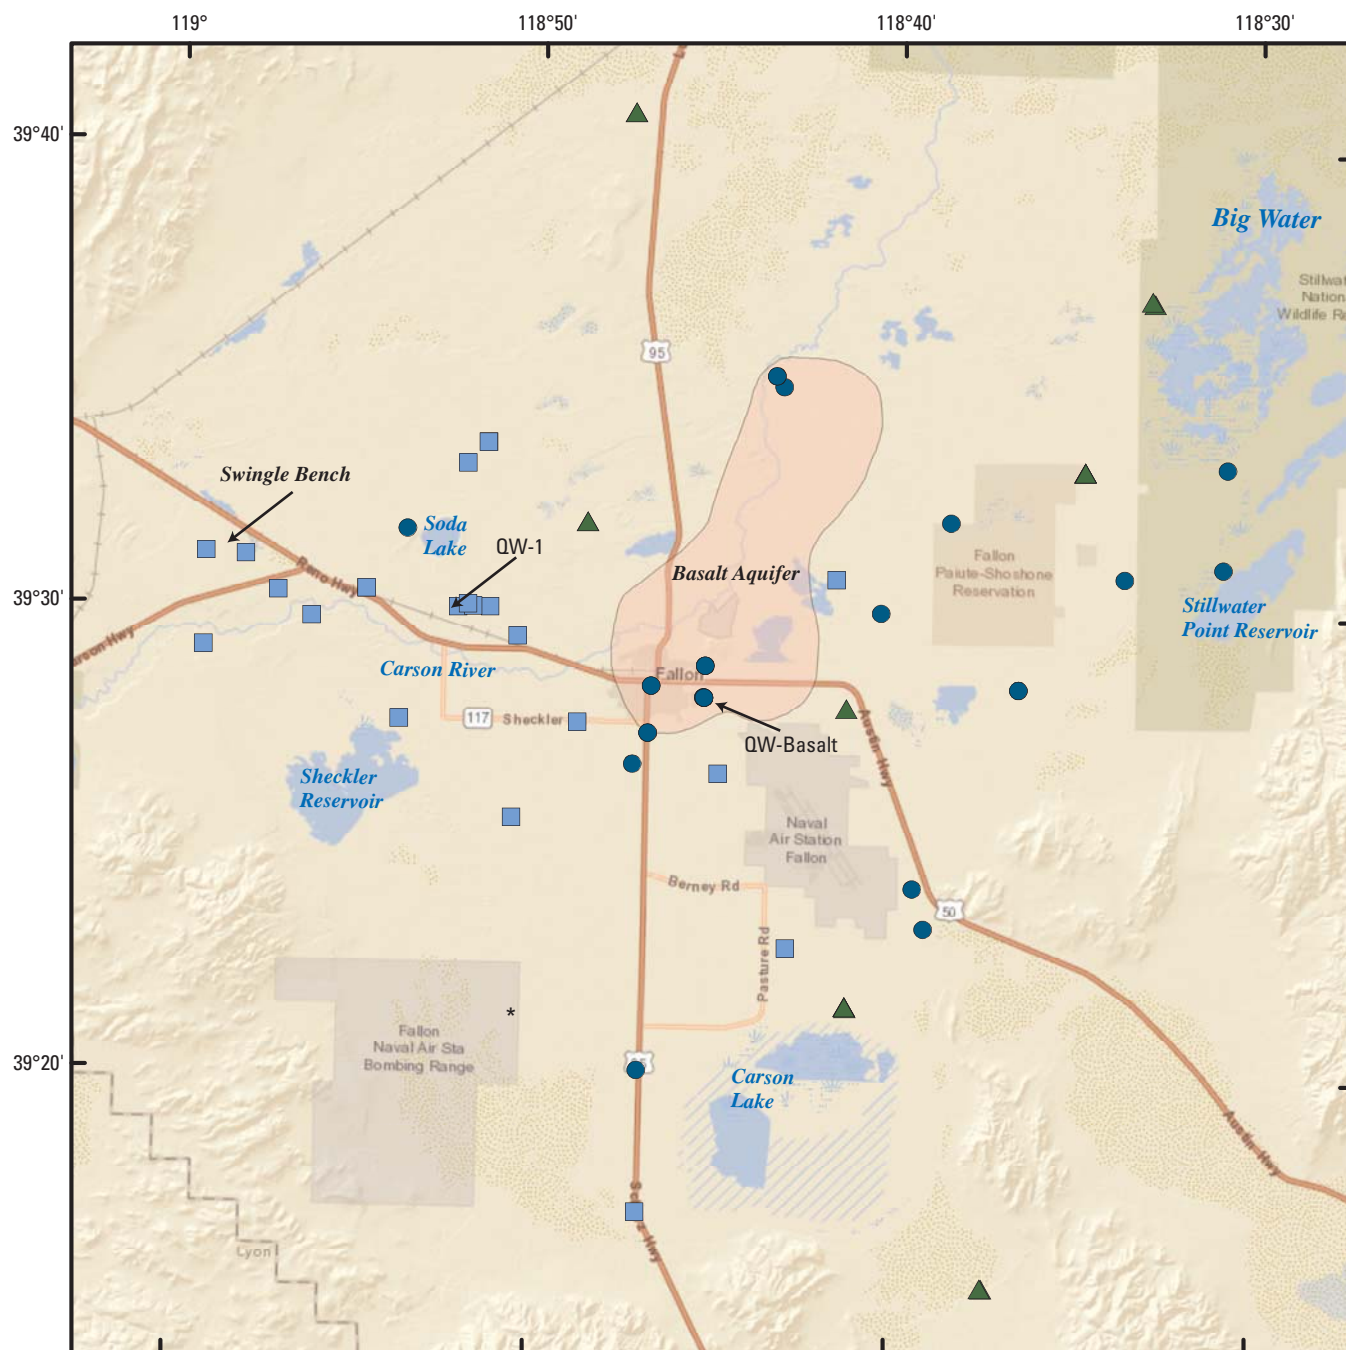 119°
118°50'
118°40'
118°30'
39°40'
Big Water
Stillwat
Nation
Wildlife Re
95
Swingle Bench
Soda
Lake
QW-1
Basalt Aquifer
Fallon
Paiute-Shoshone
Reservation
Reno Hwy
39°30'
Stillwater
Point Reservoir
arson Hwy
Carson River
Fallon
117
Sheckler
QW-Basalt
Austin Hwy
Sheckler
Reservoir
Naval
Air Station
Fallon
Berney Rd
50
Pasture Rd
*
Fallon
Naval Air Sta
Bombing Range
39°20'
Carson
Lake
Austin Hwy
Lyon